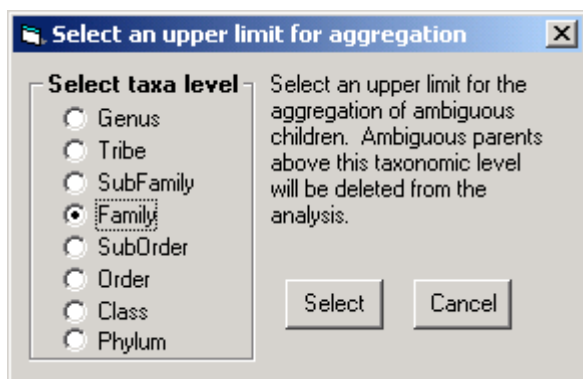 Select an upper limit for aggregation
Select taxa level
Genus
Tribe
SubFamily
Family
SubOrder
Order
Class
Phylum
Select an upper limit for the
aggregation of ambiguous
children. Ambiguous parents
above this taxonomic level
will be deleted from the
analysis.
Select
Cancel